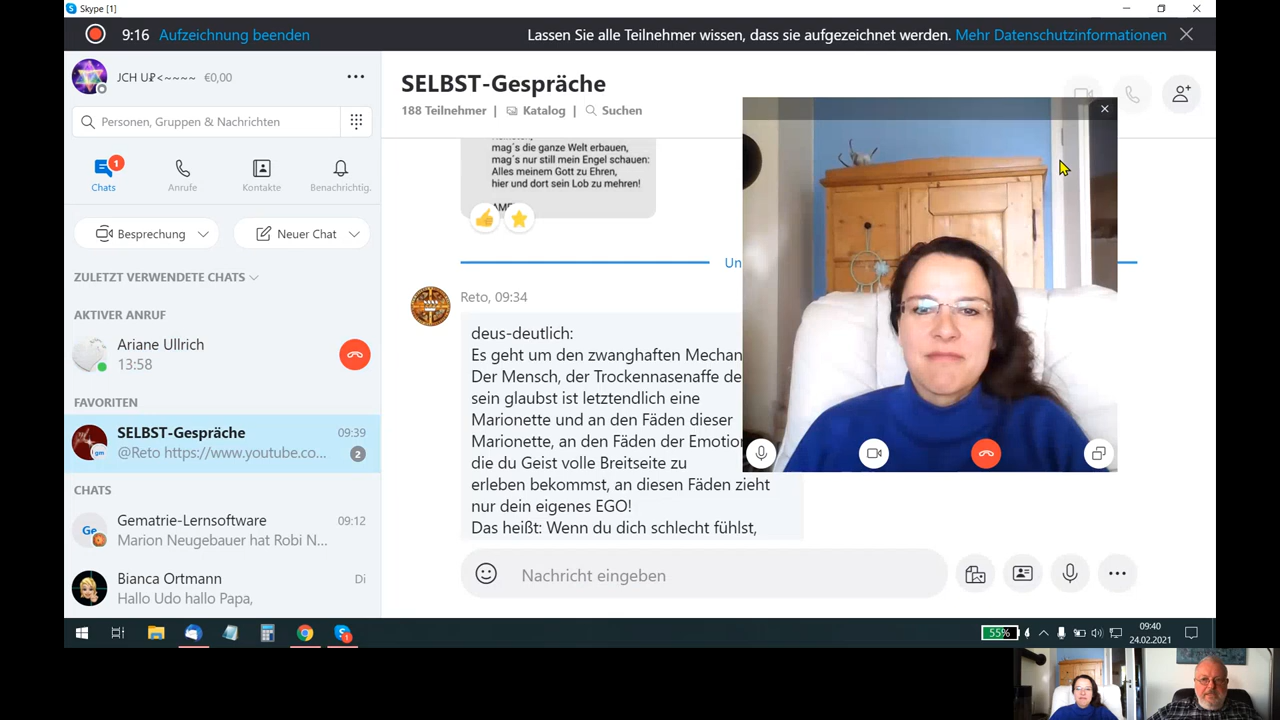 Skype [1]
9:16 Aufzeichnung beenden
Lassen Sie alle Teilnehmer wissen, dass sie aufgezeichnet werden. Mehr Datenschutzinformationen
JCH U₽<~~~~ €0,00
Personen, Gruppen & Nachrichten
1
Chats
Anrufe
Kontakte
Benachrichtig.
Besprechung
Neuer Chat
ZULETZT VERWENDETE CHATS
AKTIVER ANRUF
Ariane Ullrich
13:58
FAVORITEN
SELBST-Gespräche 09:39
@Reto https://www.youtube.co... 2
CHATS
Gematrie-Lernsoftware 09:12
Marion Neugebauer hat Robi N...
Bianca Ortmann Di
Hallo Udo hallo Papa,
SELBST-Gespräche
188 Teilnehmer | Katalog | Suchen
mag´s die ganze Welt erbauen,
mag´s nur still mein Engel schauen:
Alles meinem Gott zu Ehren,
hier und dort sein Lob zu mehren!
Un
Reto, 09:34
deus-deutlich:
Es geht um den zwanghaften Mechan
Der Mensch, der Trockennasenaffe de
sein glaubst ist letztendlich eine
Marionette und an den Fäden dieser
Marionette, an den Fäden der Emotio
die du Geist volle Breitseite zu
erleben bekommst, an diesen Fäden zieht
nur dein eigenes EGO!
Das heißt: Wenn du dich schlecht fühlst,
Nachricht eingeben
55%
09:40
24.02.2021